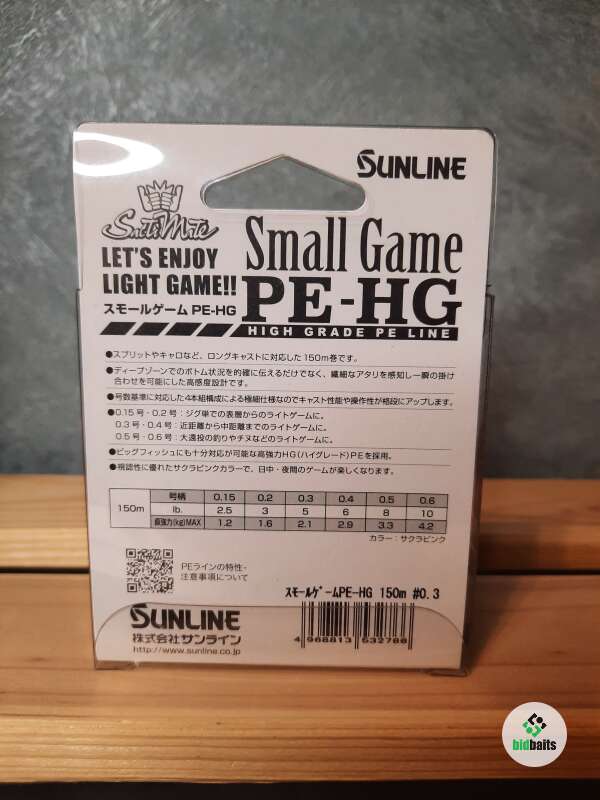 SUNLINE
SaltiMate
LET'S ENJOY
LIGHT GAME!!
スモールゲーム PE-HG
Small Game
PE-HG
HIGH GRADE PE LINE
●スプリットやキャロなど、ロングキャストに対応した150m巻です。
●ディープゾーンでのボトム状況を的確に伝えるだけでなく、繊細なアタリを感知し一瞬の掛け
合わせを可能にした高感度設計です。
●号数基準に対応した4本組構成による極細仕様なのでキャスト性能や操作性が格段にアップします。
●0.15号・0.2号：ジグ単での表層からのライトゲームに。
0.3号・0.4号：近距離から中距離までのライトゲームに。
0.5号・0.6号：大遠投の釣りやチヌなどのライトゲームに。
●ビッグフィッシュにも十分対応が可能な高強力HG(ハイグレード)PEを採用。
●視認性に優れたサクラピンクカラーで、日中・夜間のゲームが楽しくなります。
150m 号柄 0.15 0.2 0.3 0.4 0.5 0.6
lb. 2.5 3 5 6 8 10
直強力(kg)MAX 1.2 1.6 2.1 2.9 3.3 4.2
カラー：サクラピンク
PEラインの特性・
注意事項について
スモールゲームPE-HG 150m #0.3
4 968813 532788
SUNLINE
株式会社サンライン
http://www.sunline.co.jp
bidbaits